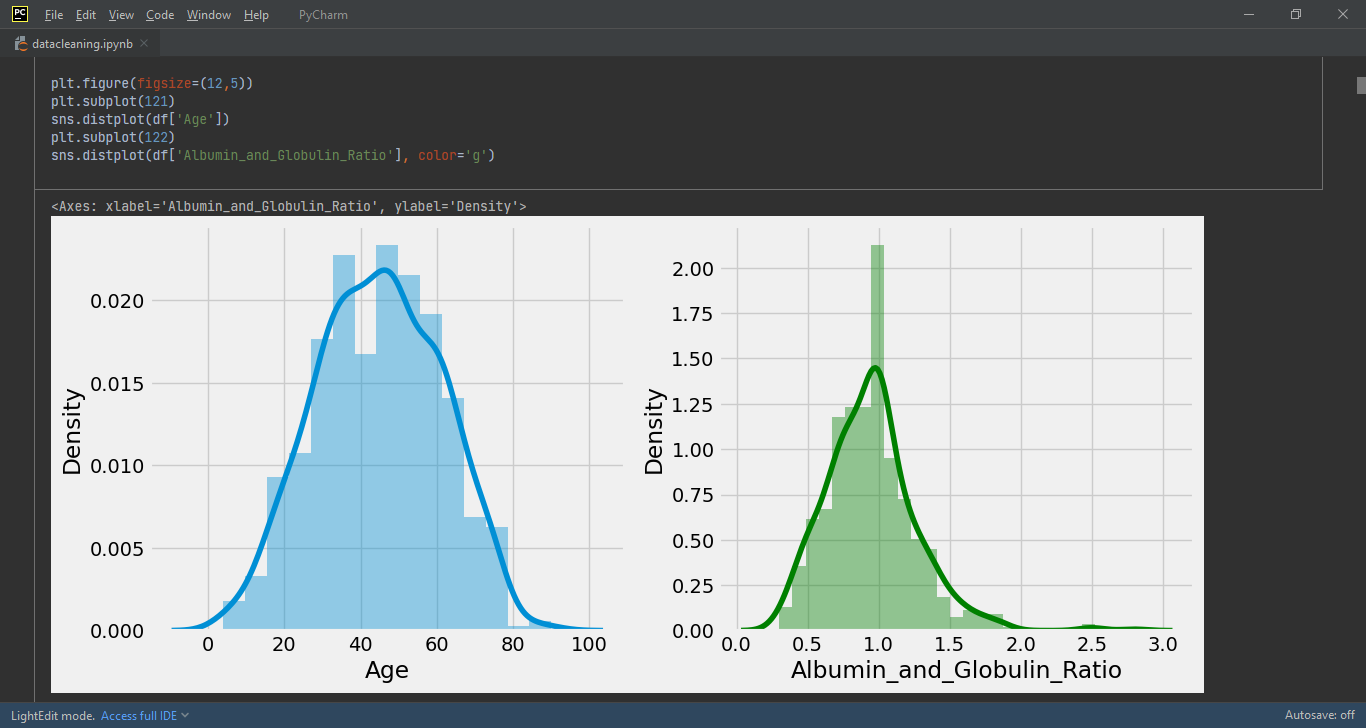 PC File Edit View Code Window Help PyCharm
datacleaning.ipynb
plt.figure(figsize=(12,5))
plt.subplot(121)
sns.distplot(df['Age'])
plt.subplot(122)
sns.distplot(df['Albumin_and_Globulin_Ratio'], color='g')
<Axes: xlabel='Albumin_and_Globulin_Ratio', ylabel='Density'>
Density
0.020
0.015
0.010
0.005
0.000
0 20 40 60 80 100
Age
Density
2.00
1.75
1.50
1.25
1.00
0.75
0.50
0.25
0.00
0.0 0.5 1.0 1.5 2.0 2.5 3.0
Albumin_and_Globulin_Ratio
LightEdit mode. Access full IDE
Autosave: off